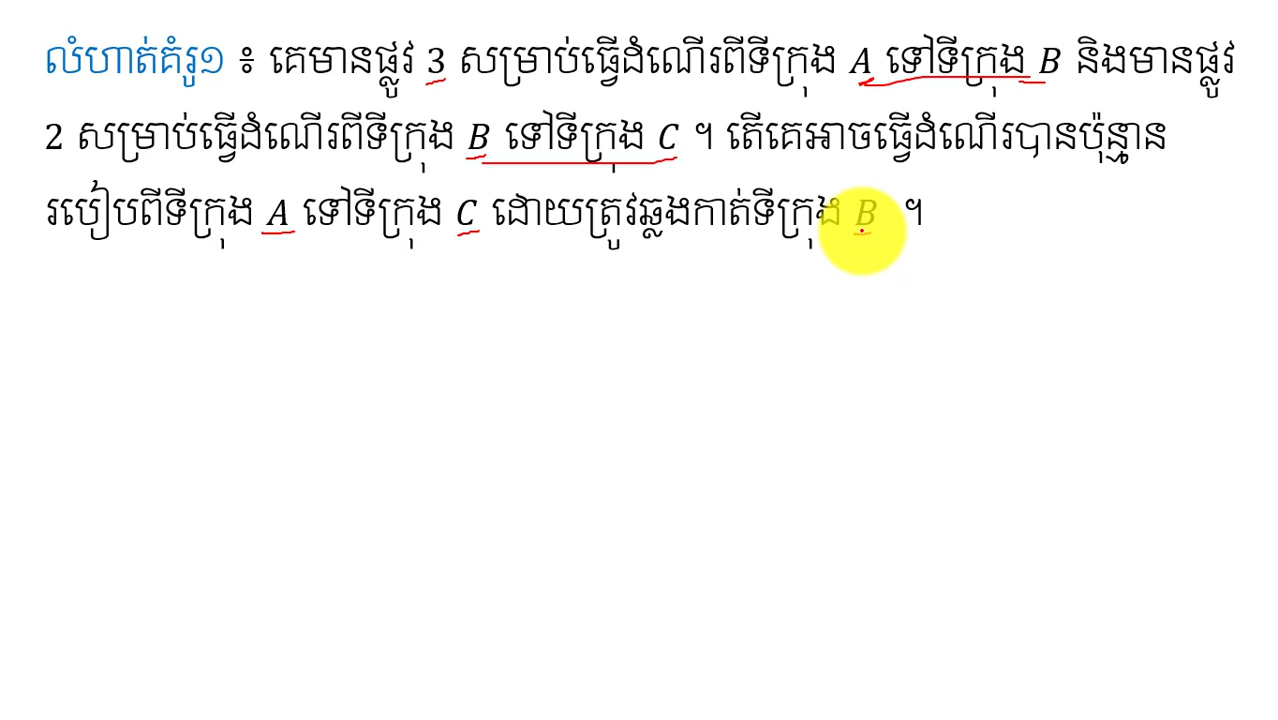 លំហាត់គំរូ១ ៖ គេមានផ្លូវ 3 សម្រាប់ធ្វើដំណើរពីទីក្រុង A ទៅទីក្រុង B និងមានផ្លូវ
2 សម្រាប់ធ្វើដំណើរពីទីក្រុង B ទៅទីក្រុង C ។ តើគេអាចធ្វើដំណើរបានប៉ុន្មាន
របៀបពីទីក្រុង A ទៅទីក្រុង C ដោយត្រូវឆ្លងកាត់ទីក្រុង B ។